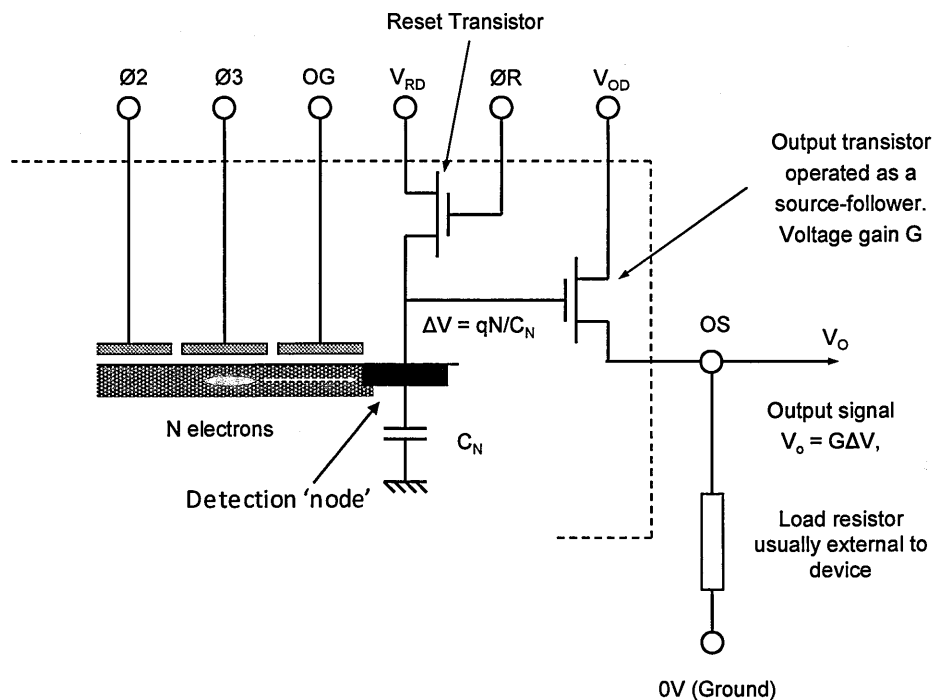 Reset Transistor
Ø2
Ø3
OG
V_RD
ØR
V_OD
Output transistor
operated as a
source-follower.
Voltage gain G
ΔV = qN/C_N
OS
V_O
N electrons
C_N
Output signal
V_o = GΔV,
Detection ‘node’
Load resistor
usually external to
device
0V (Ground)